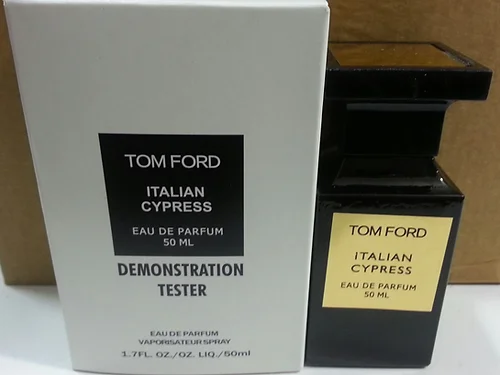 TOM FORD
ITALIAN
CYPRESS
EAU DE PARFUM
50 ML
DEMONSTRATION
TESTER
EAU DE PARFUM
VAPORISATEUR SPRAY
1.7FL. OZ./OZ. LIQ./50ml
TOM FORD
ITALIAN
CYPRESS
EAU DE PARFUM
50 ML